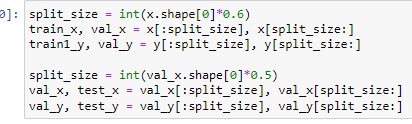 0]: split_size = int(x.shape[0]*0.6)
train_x, val_x = x[:split_size], x[split_size:]
train1_y, val_y = y[:split_size], y[split_size:]

split_size = int(val_x.shape[0]*0.5)
val_x, test_x = val_x[:split_size], val_x[split_size:]
val_y, test_y = val_y[:split_size], val_y[split_size:]